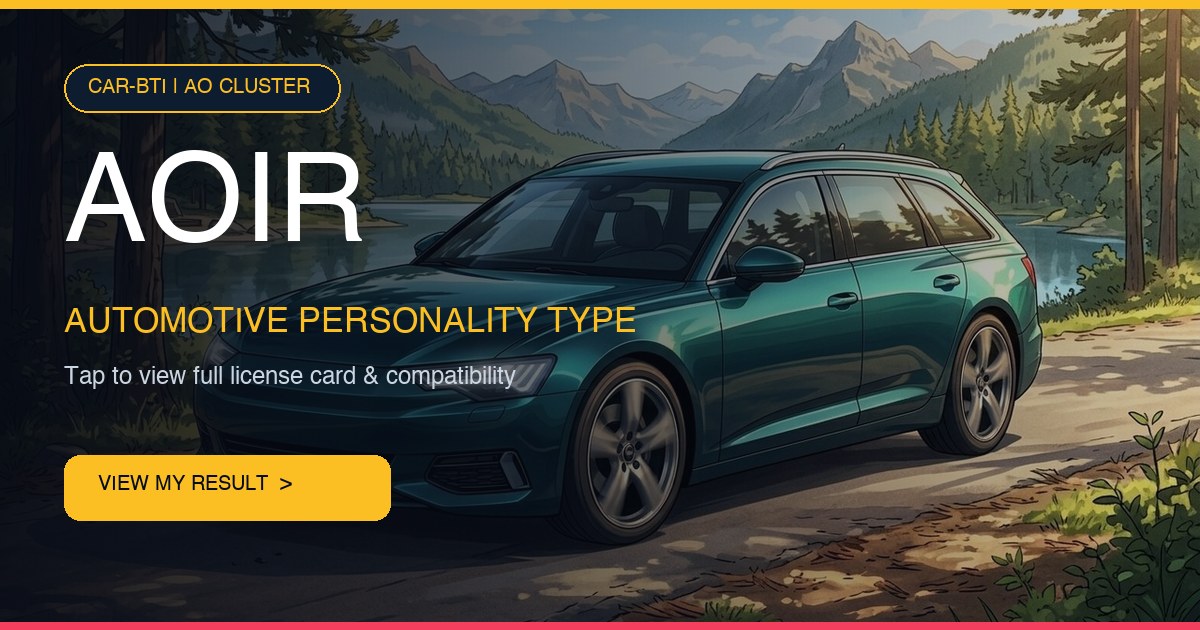 CAR-BTI | AO CLUSTER
AOIR
AUTOMOTIVE PERSONALITY TYPE
Tap to view full license card & compatibility
VIEW MY RESULT >